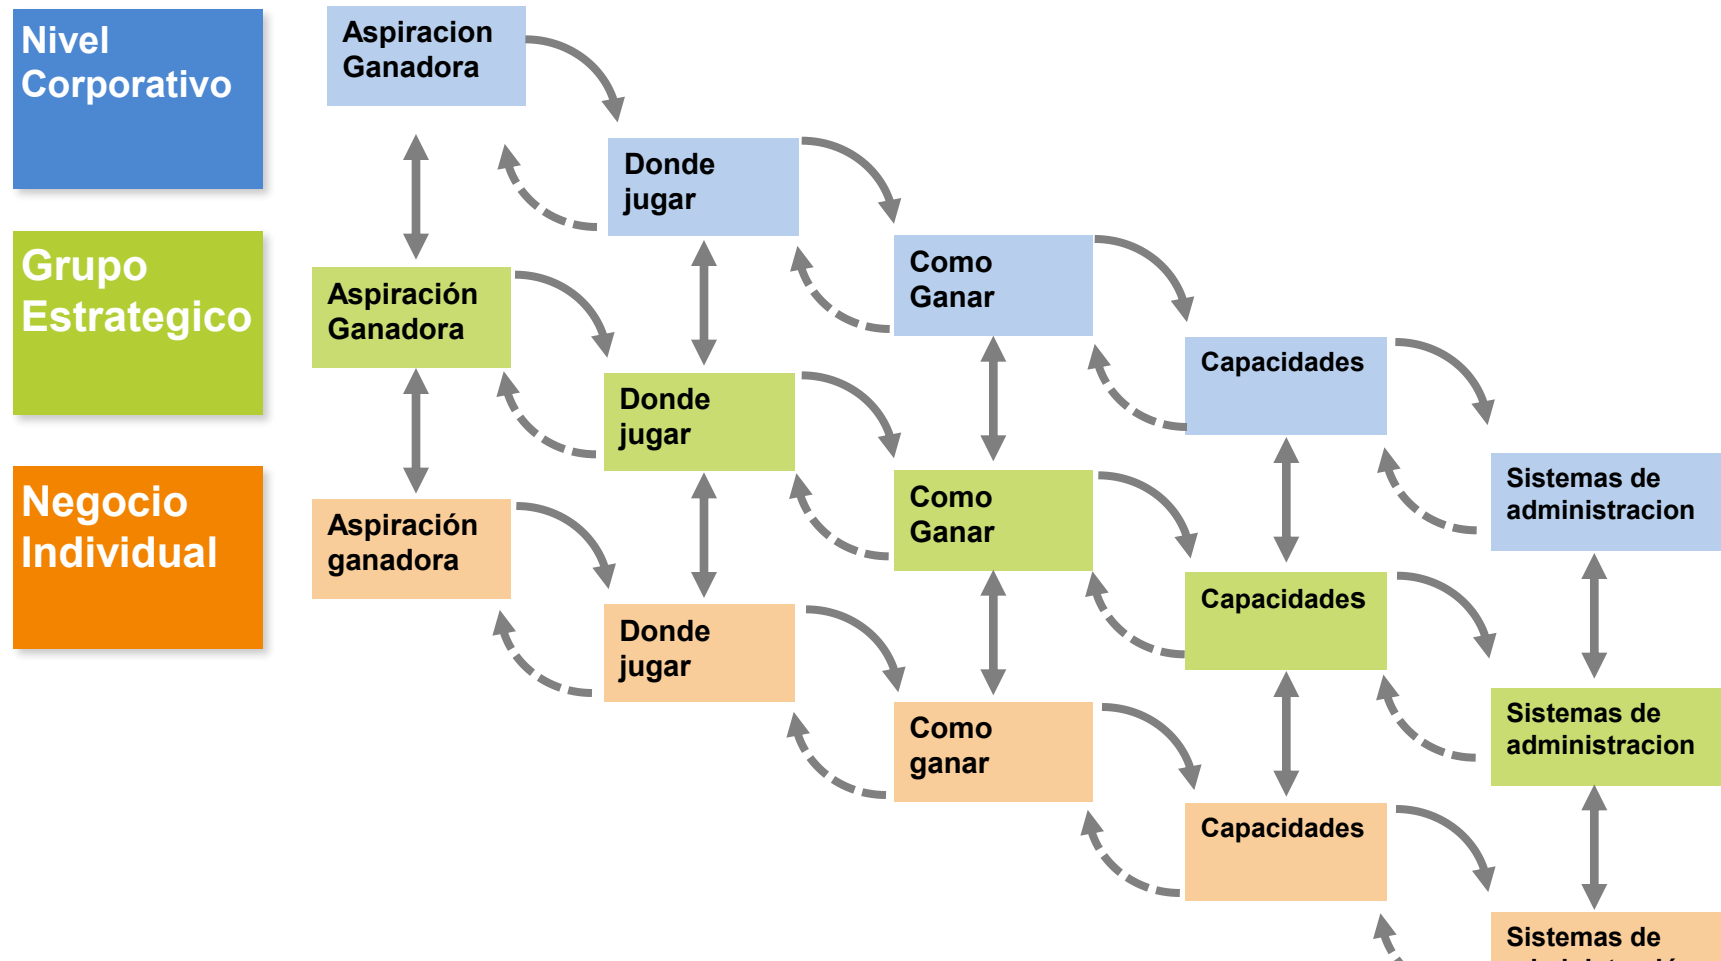 Nivel
Corporativo
Aspiracion
Ganadora
Donde
jugar
Como
Ganar
Capacidades
Sistemas de
administracion
Grupo
Estrategico
Aspiración
Ganadora
Donde
jugar
Como
Ganar
Capacidades
Sistemas de
administracion
Negocio
Individual
Aspiración
ganadora
Donde
jugar
Como
ganar
Capacidades
Sistemas de